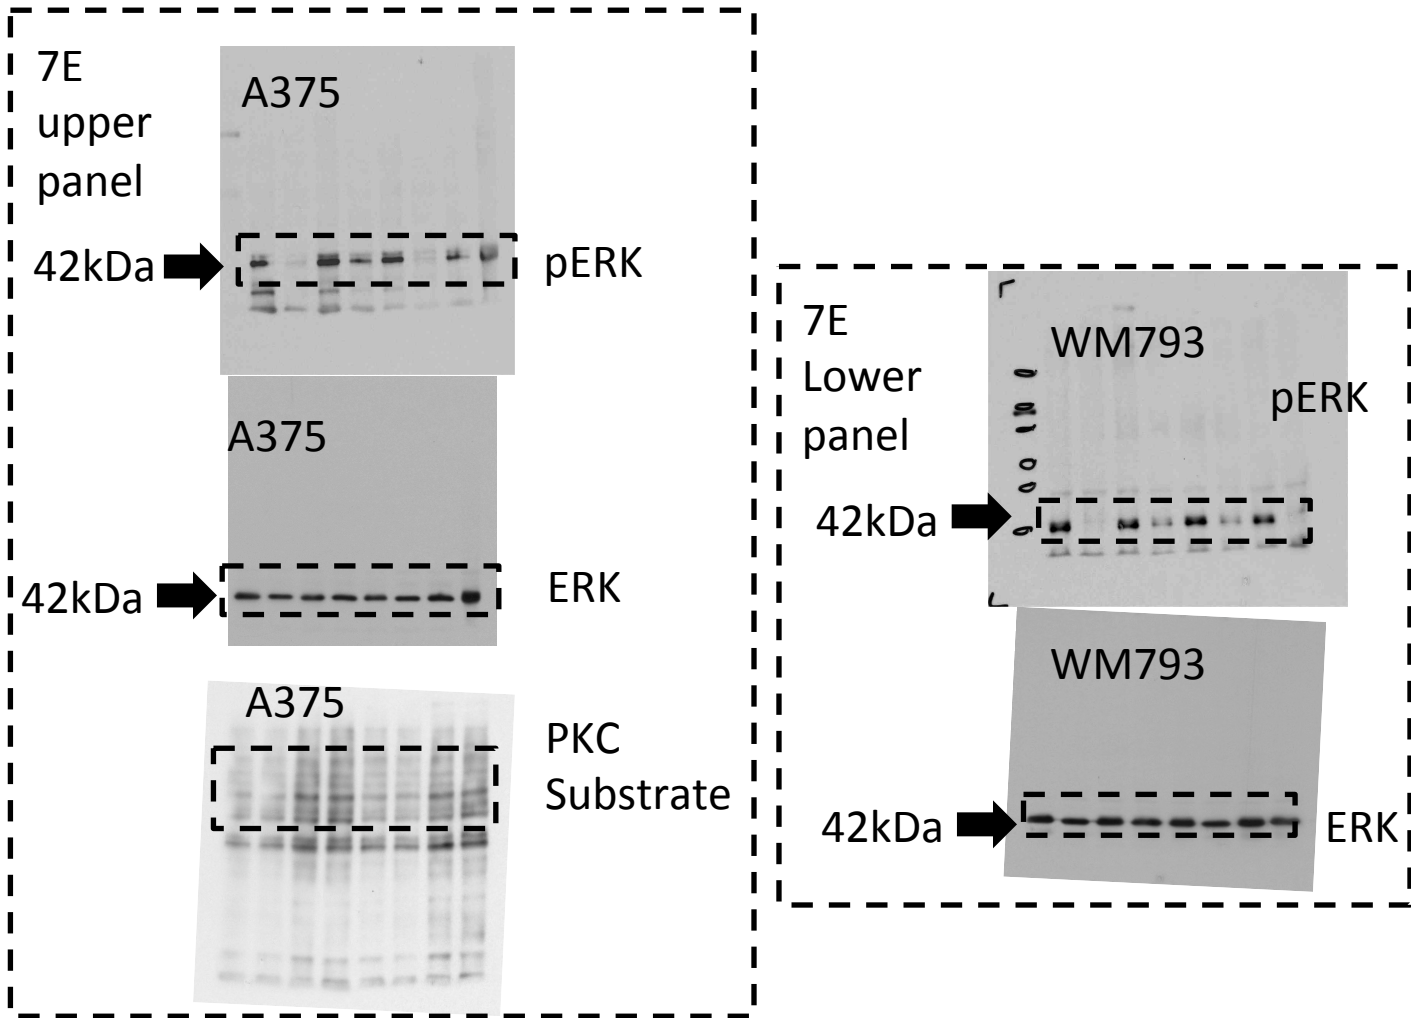 7E
upper
panel
A375
42kDa
pERK
A375
42kDa
ERK
A375
PKC
Substrate
7E
Lower
panel
WM793
pERK
42kDa
WM793
42kDa
ERK